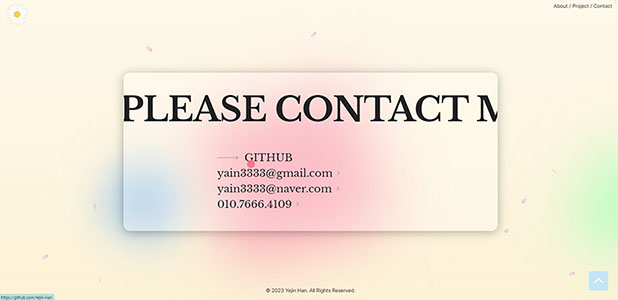 About / Project / Contact
PLEASE CONTACT M
GITHUB
yain3333@gmail.com
yain3333@naver.com
010.7666.4109
© 2023 Yejin Han. All Rights Reserved.
https://github.com/Yejin-Han